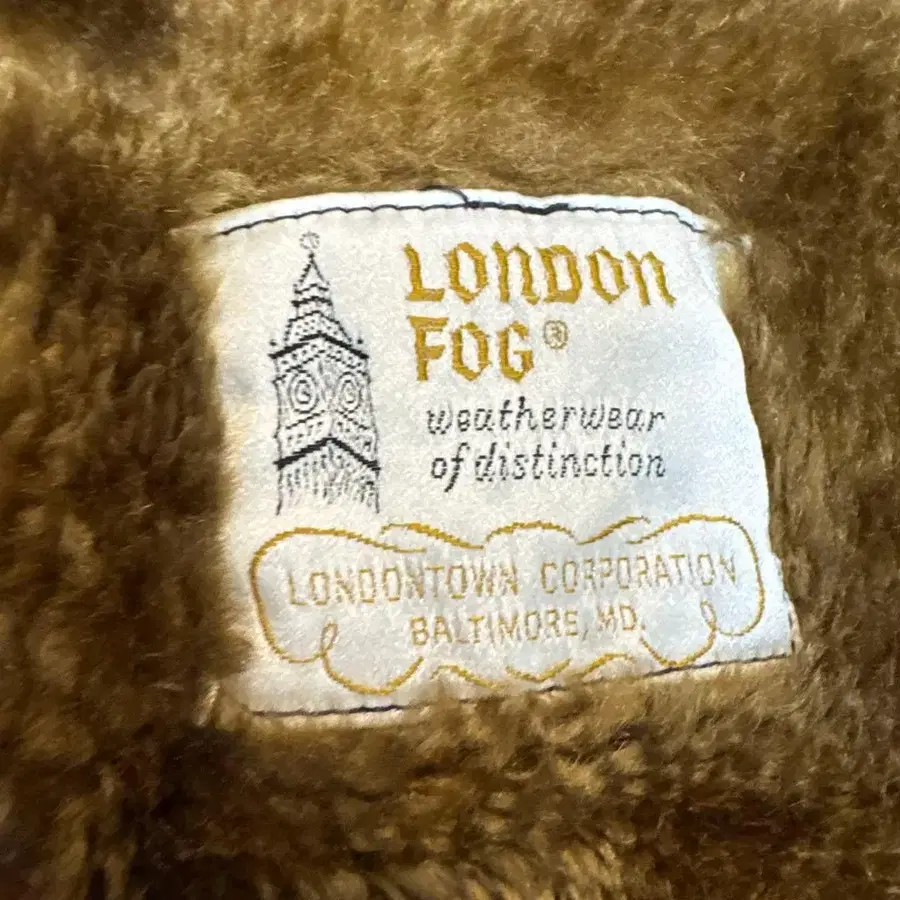 LONDON
FOG®
weatherwear
of distinction
LONDONTOWN CORPORATION
BALTIMORE, MD.